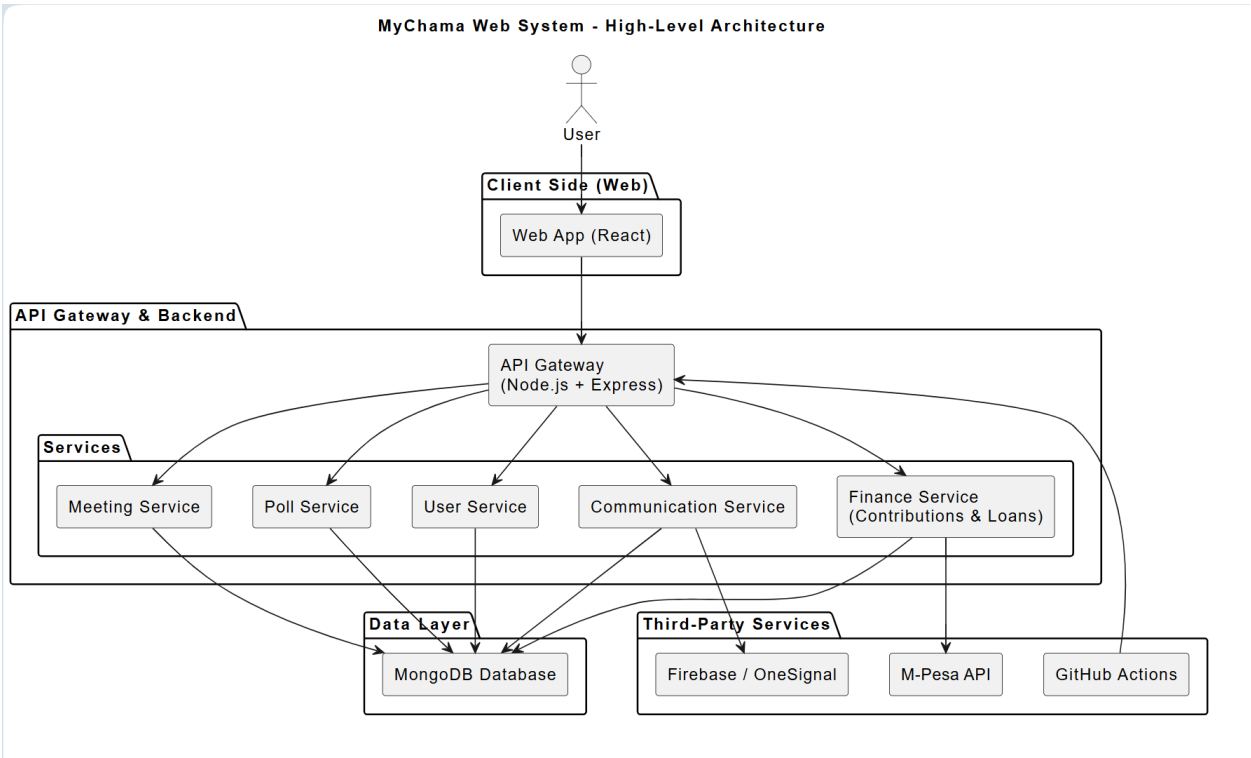 MyChama Web System - High-Level Architecture
User
Client Side (Web)
Web App (React)
API Gateway & Backend
API Gateway
(Node.js + Express)
Services
Meeting Service
Poll Service
User Service
Communication Service
Finance Service
(Contributions & Loans)
Data Layer
MongoDB Database
Third-Party Services
Firebase / OneSignal
M-Pesa API
GitHub Actions